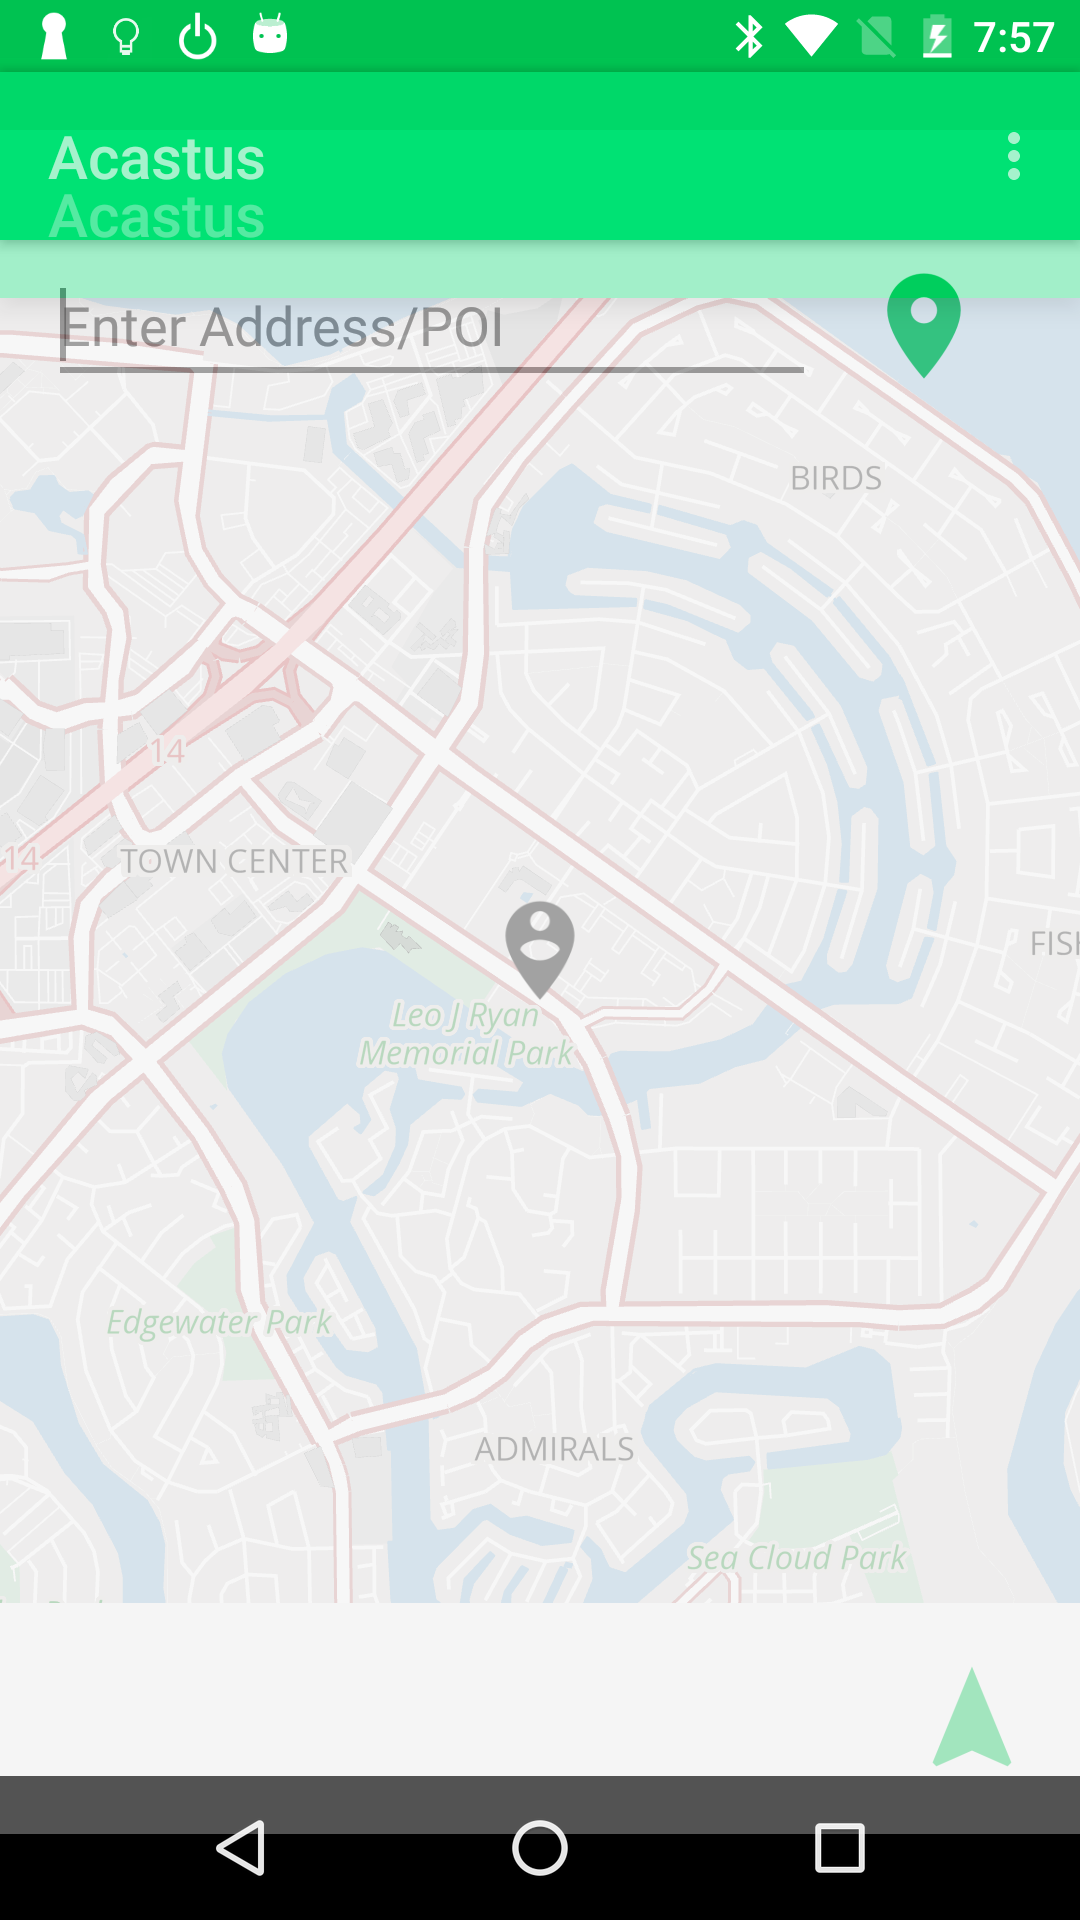 7:57
Acastus
Acastus
Enter Address/POI
BIRDS
14
14
TOWN CENTER
FISH
Leo J Ryan
Memorial Park
Edgewater Park
ADMIRALS
Sea Cloud Park